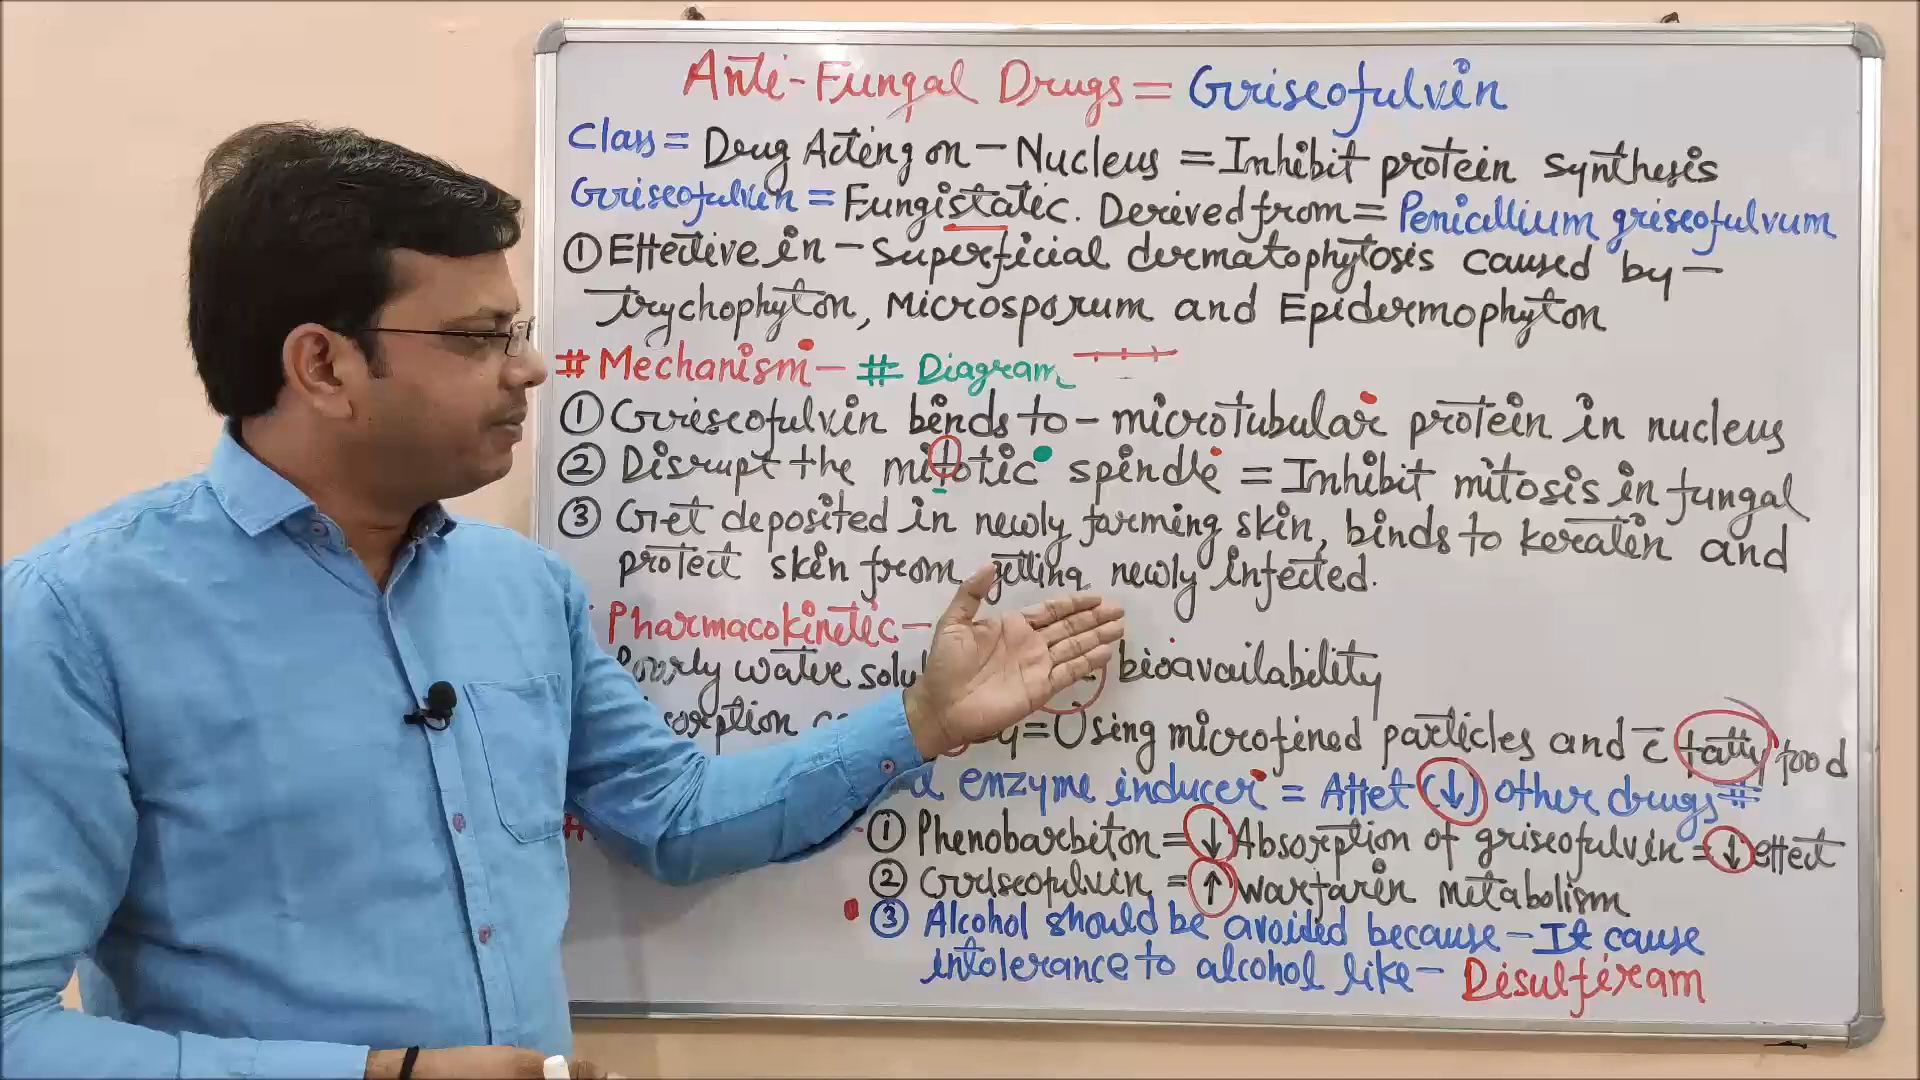 Anti-Fungal Drugs = Griseofulvin
Class = Drug Acting on - Nucleus = Inhibit protein synthesis
Griseofulvin = Fungistatic. Derived from = Penicillium griseofulvum
① Effective in - Superficial dermatophytosis caused by -
trychophyton, Microsporum and Epidermophyton
# Mechanism - # Diagram
① Griseofulvin binds to - microtubular protein in nucleus
② Disrupt the mitotic spindle = Inhibit mitosis in fungal
③ Get deposited in newly forming skin, binds to keratin and
protect skin from getting newly infected.
Pharmacokinetic -
Poorly water bioavailability
= Using microfined particles and c̄ fatty food
enzyme inducer = Affet (↓) other drugs #
① Phenobarbiton = ↓ Absorption of griseofulvin = ↓ effect
② Griseofulvin = ↑ warfarin metabolism
③ Alcohol should be avoided because - It cause
intolerance to alcohol like - Disulfiram